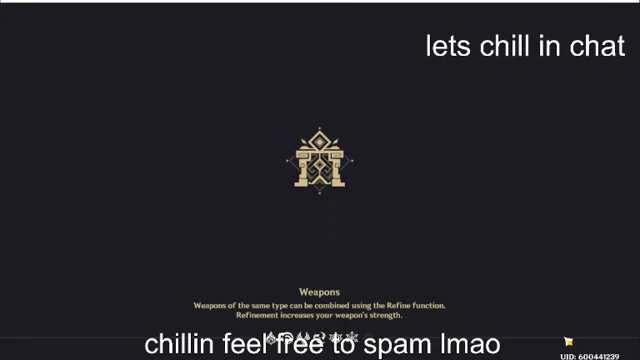 lets chill in chat
Weapons
Weapons of the same type can be combined using the Refine function.
Refinement increases your weapon's strength.
chillin feel free to spam lmao
UID: 600441239